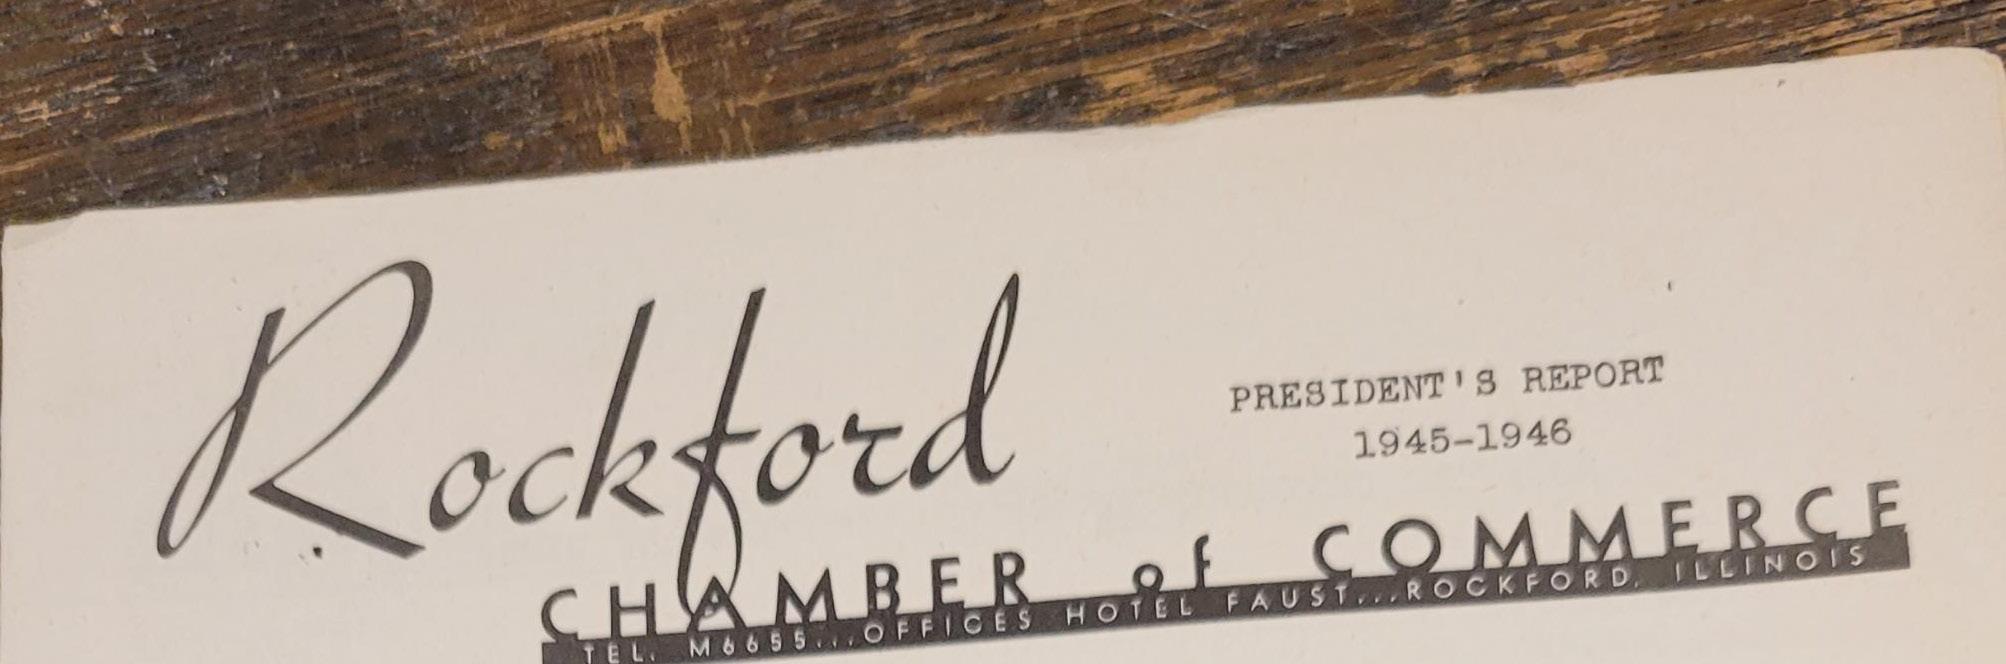 Rockford
PRESIDENT'S REPORT
1945-1946
CHAMBER of COMMERCE
TEL. M6655...OFFICES HOTEL FAUST...ROCKFORD, ILLINOIS